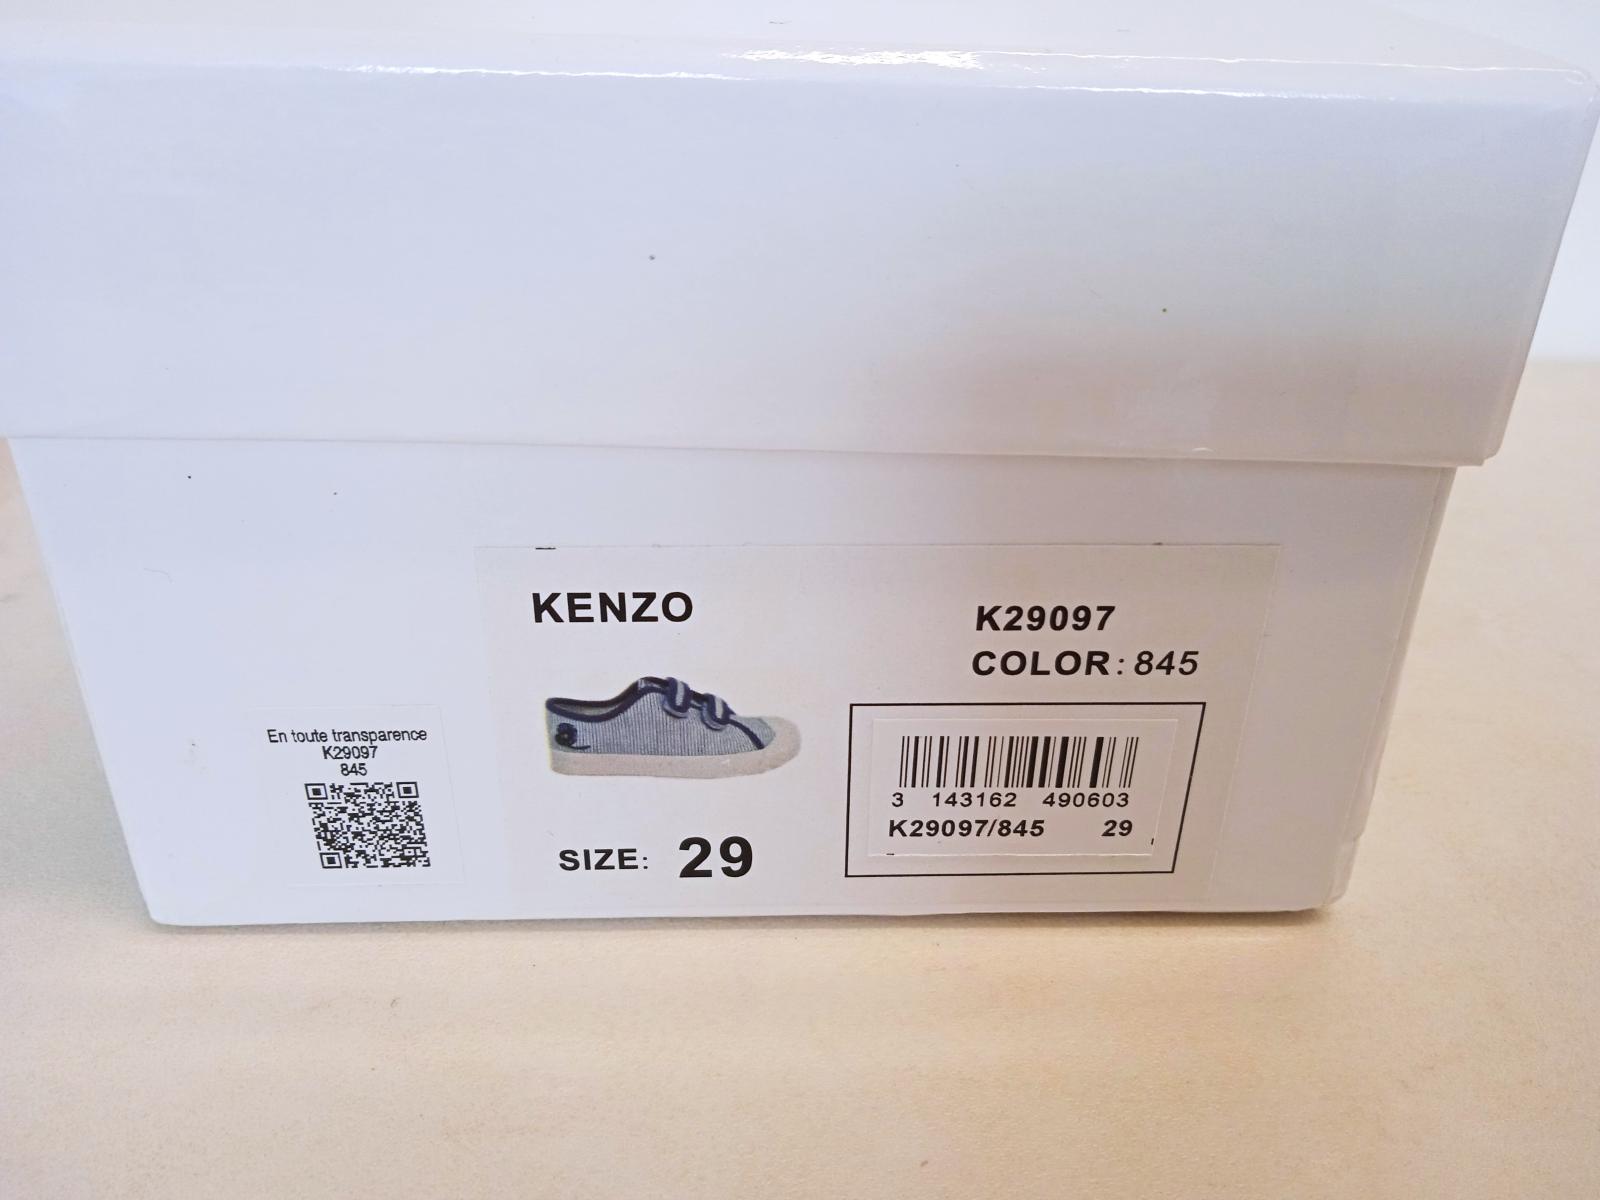 KENZO
K29097
COLOR: 845
En toute transparence
K29097
845
3 143162 490603
K29097/845 29
SIZE: 29